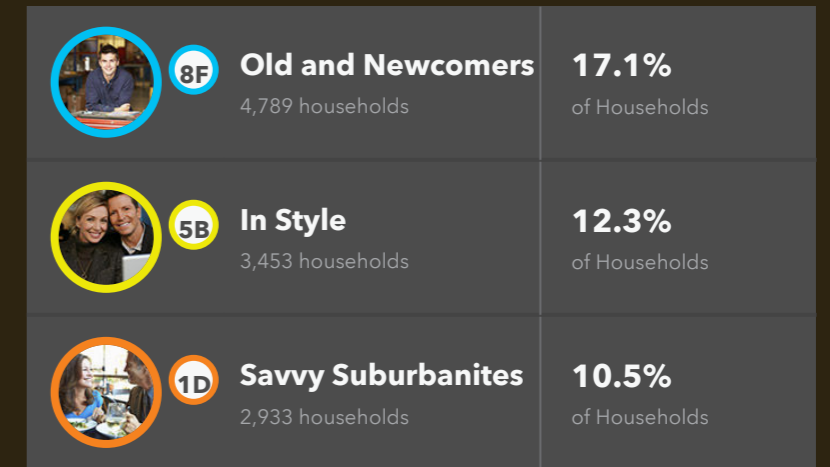 8F
Old and Newcomers
4,789 households
17.1%
of Households
5B
In Style
3,453 households
12.3%
of Households
1D
Savvy Suburbanites
2,933 households
10.5%
of Households